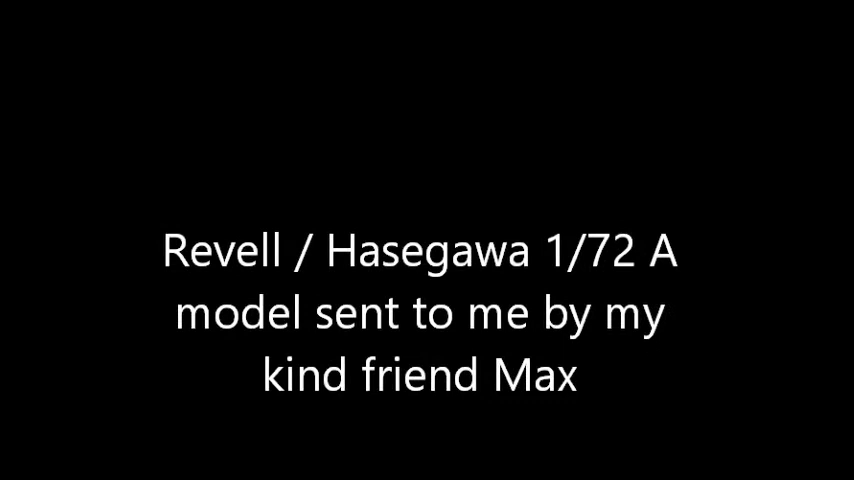 Revell / Hasegawa 1/72 A
model sent to me by my
kind friend Max